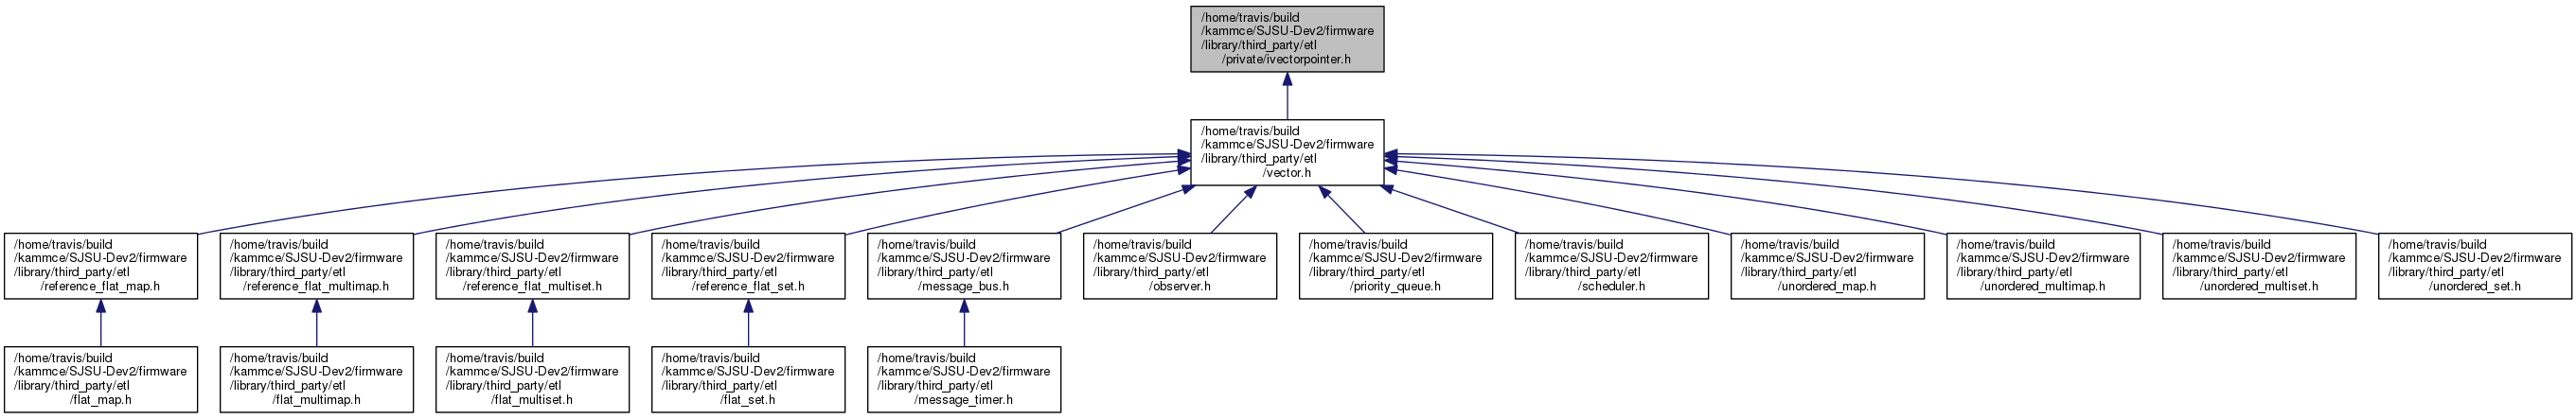 /home/travis/build
/kammce/SJSU-Dev2/firmware
/library/third_party/etl
/private/ivectorpointer.h
/home/travis/build
/kammce/SJSU-Dev2/firmware
/library/third_party/etl
/vector.h
/home/travis/build
/kammce/SJSU-Dev2/firmware
/library/third_party/etl
/reference_flat_map.h
/home/travis/build
/kammce/SJSU-Dev2/firmware
/library/third_party/etl
/reference_flat_multimap.h
/home/travis/build
/kammce/SJSU-Dev2/firmware
/library/third_party/etl
/reference_flat_multiset.h
/home/travis/build
/kammce/SJSU-Dev2/firmware
/library/third_party/etl
/reference_flat_set.h
/home/travis/build
/kammce/SJSU-Dev2/firmware
/library/third_party/etl
/message_bus.h
/home/travis/build
/kammce/SJSU-Dev2/firmware
/library/third_party/etl
/observer.h
/home/travis/build
/kammce/SJSU-Dev2/firmware
/library/third_party/etl
/priority_queue.h
/home/travis/build
/kammce/SJSU-Dev2/firmware
/library/third_party/etl
/scheduler.h
/home/travis/build
/kammce/SJSU-Dev2/firmware
/library/third_party/etl
/unordered_map.h
/home/travis/build
/kammce/SJSU-Dev2/firmware
/library/third_party/etl
/unordered_multimap.h
/home/travis/build
/kammce/SJSU-Dev2/firmware
/library/third_party/etl
/unordered_multiset.h
/home/travis/build
/kammce/SJSU-Dev2/firmware
/library/third_party/etl
/unordered_set.h
/home/travis/build
/kammce/SJSU-Dev2/firmware
/library/third_party/etl
/flat_map.h
/home/travis/build
/kammce/SJSU-Dev2/firmware
/library/third_party/etl
/flat_multimap.h
/home/travis/build
/kammce/SJSU-Dev2/firmware
/library/third_party/etl
/flat_multiset.h
/home/travis/build
/kammce/SJSU-Dev2/firmware
/library/third_party/etl
/flat_set.h
/home/travis/build
/kammce/SJSU-Dev2/firmware
/library/third_party/etl
/message_timer.h